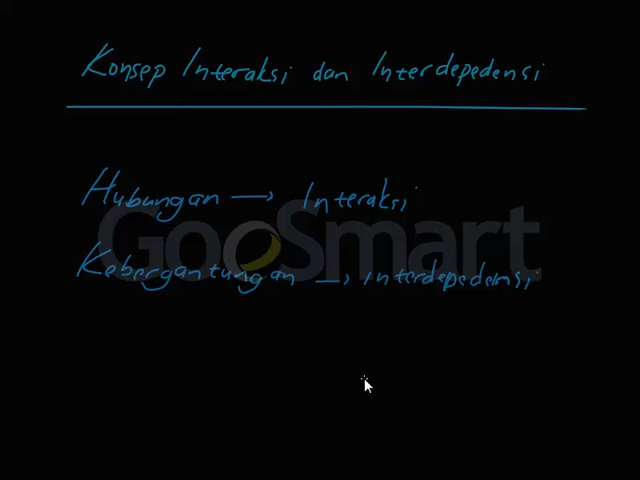 Konsep Interaksi dan Interdepedensi
Hubungan → Interaksi
GooSmart
Kebergantungan → interdepedensi